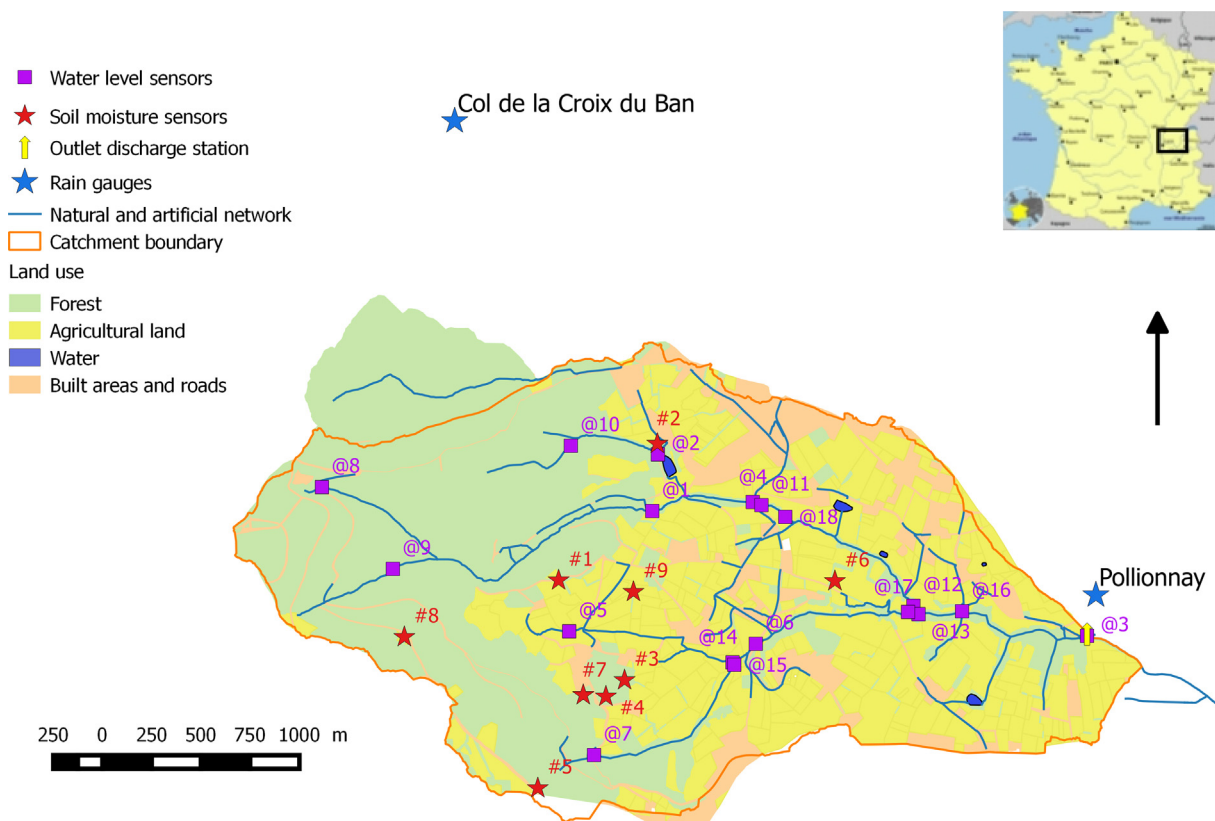 Col de la Croix du Ban
Water level sensors
Soil moisture sensors
Outlet discharge station
Rain gauges
Natural and artificial network
Catchment boundary
Land use
Forest
Agricultural land
Water
Built areas and roads
#2
@10
@2
@8
@4
@11
@1
@18
@9
#1
#9
#6
@17
@12
@16
Pollionnay
@5
@6
@13
@3
#8
@14
@15
#7
#3
#4
@7
#5
250 0 250 500 750 1000 m